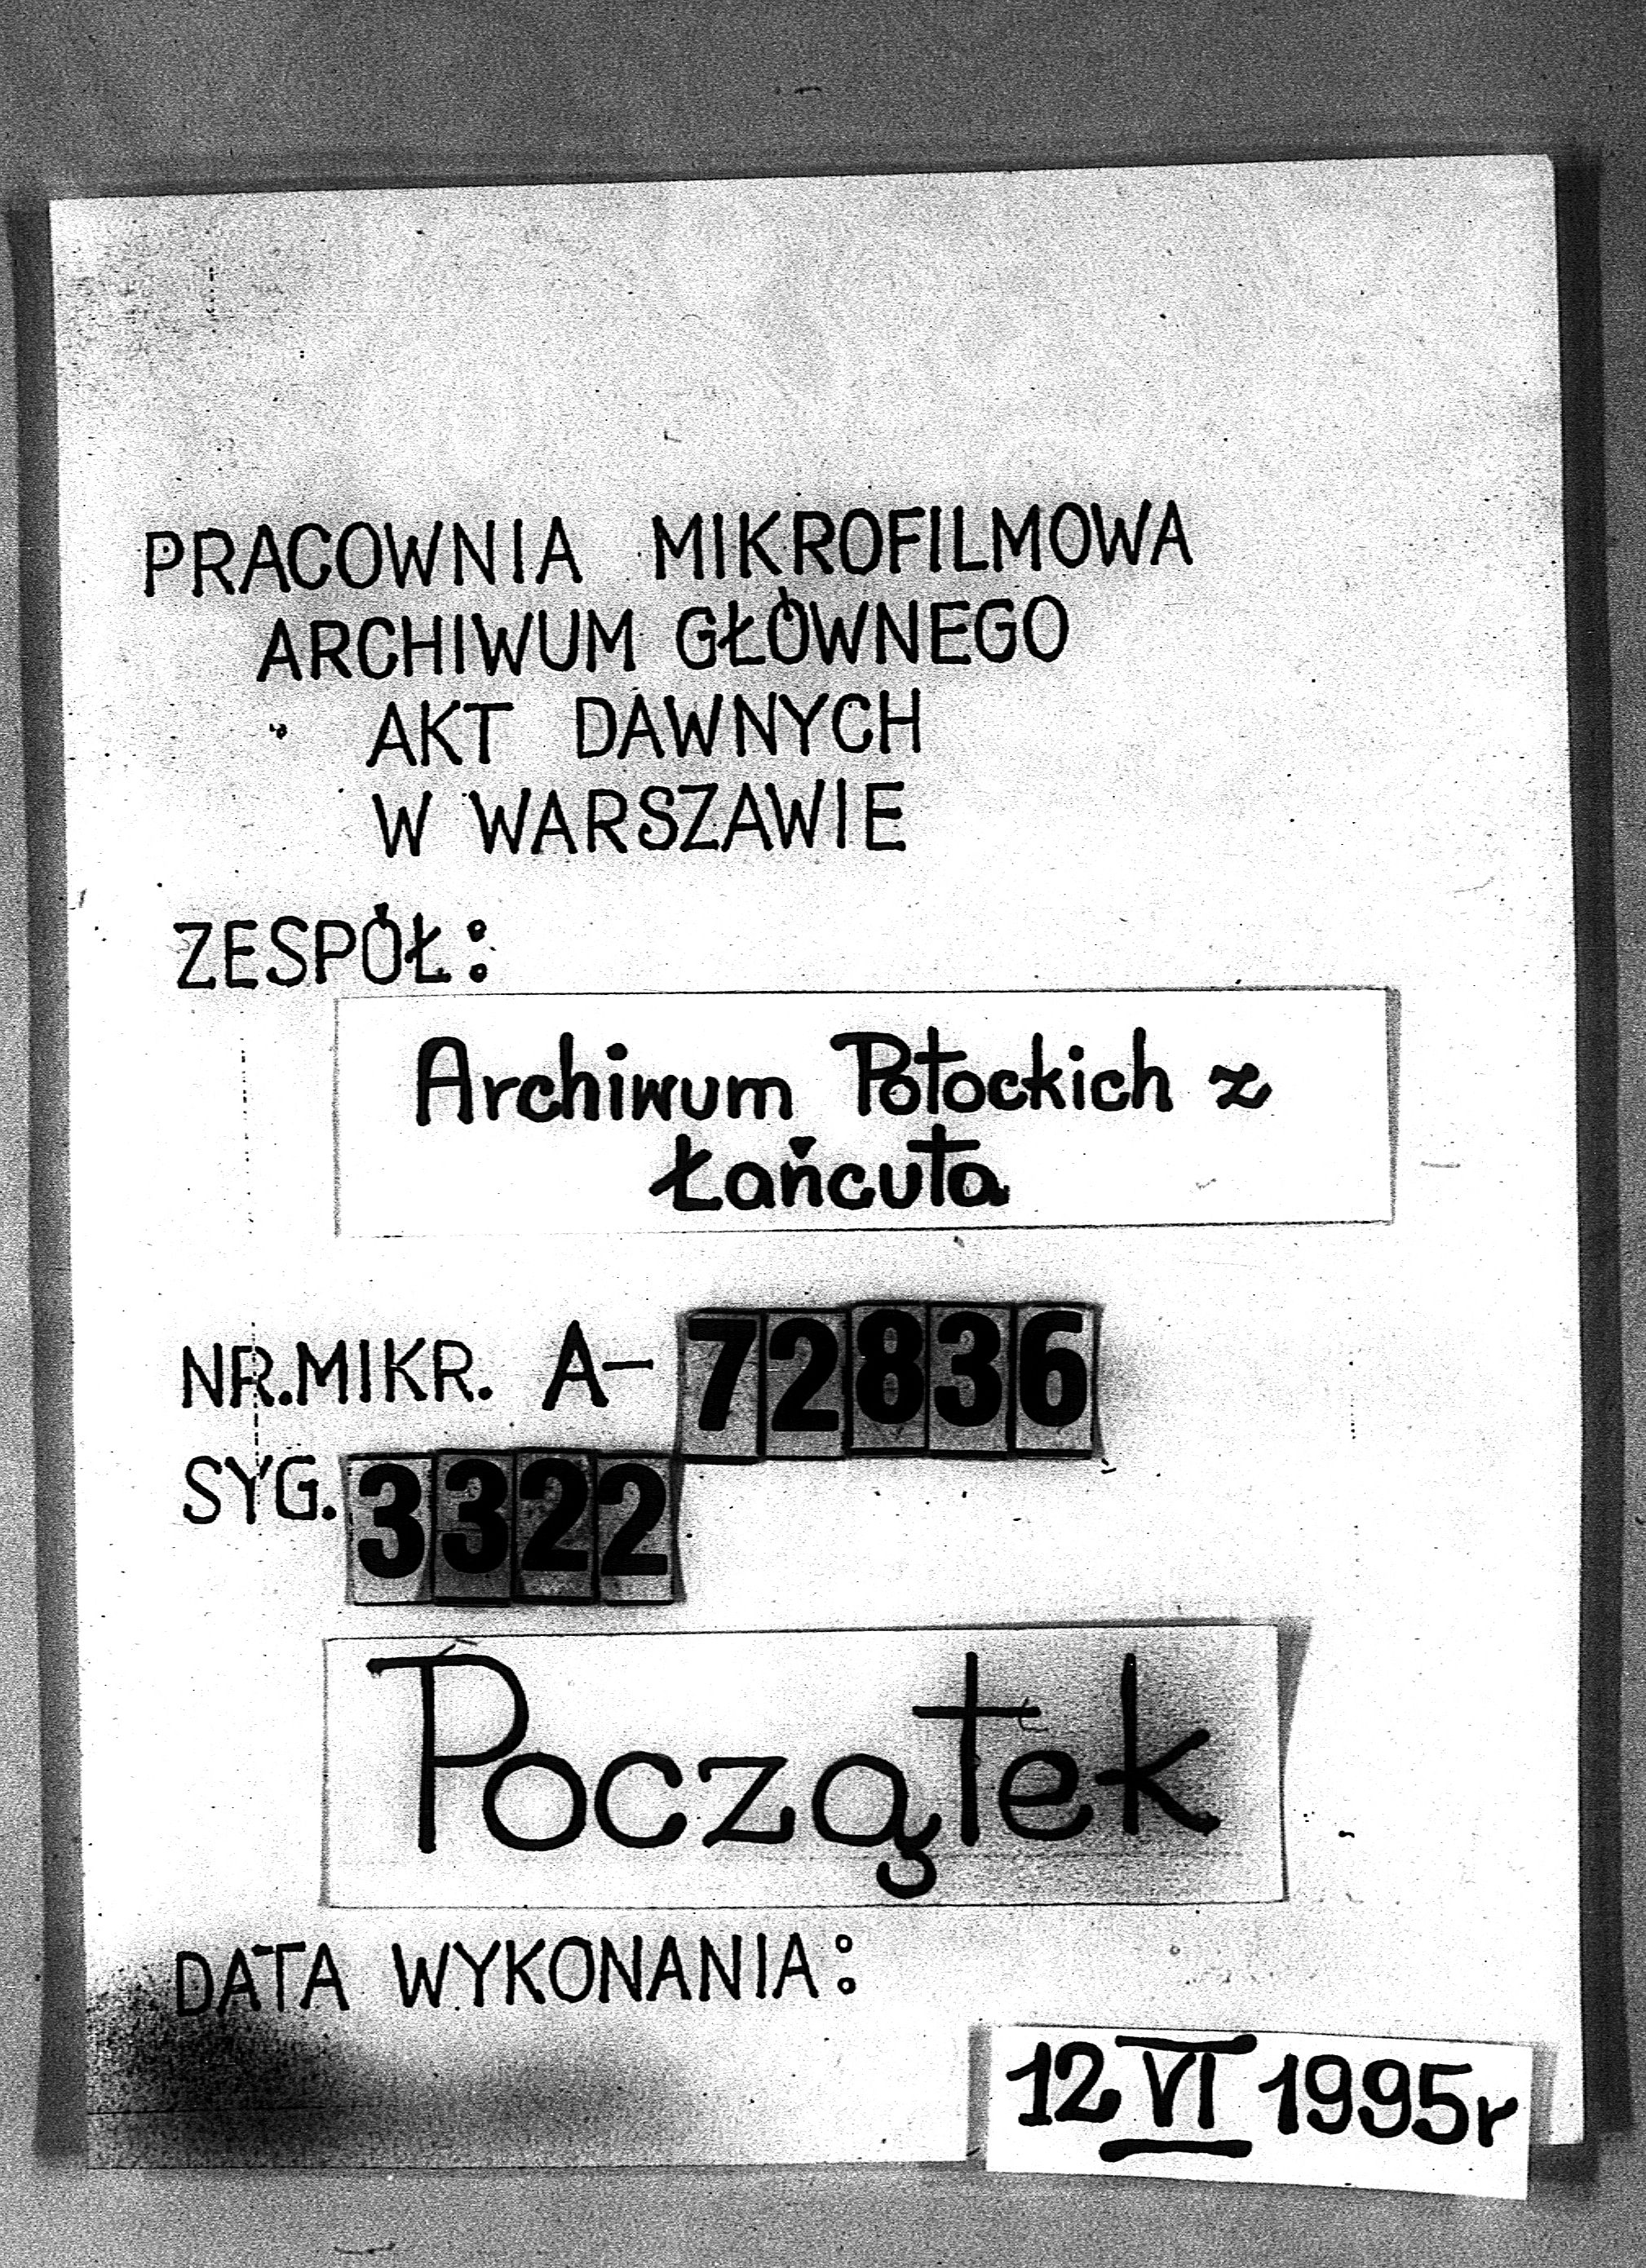 PRACOWNIA MIKROFILMOWA
ARCHIWUM GŁÓWNEGO
AKT DAWNYCH
W WARSZAWIE
ZESPÓŁ:
Archiwum Potockich z
Łańcuta
NR.MIKR. A-72836
SYG. 3322
Początek
DATA WYKONANIA:
12 VI 1995r